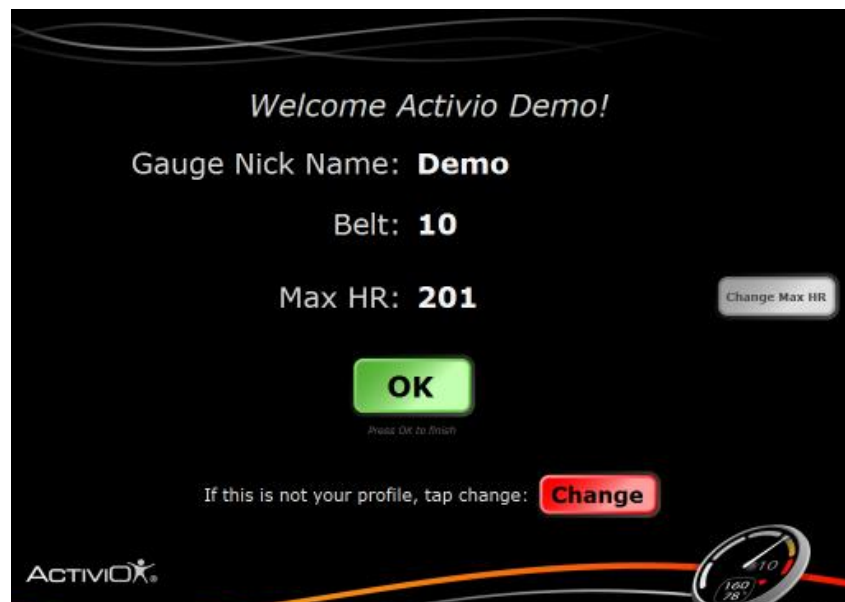 Welcome Activio Demo!
Gauge Nick Name: Demo
Belt: 10
Max HR: 201
Change Max HR
OK
Press OK to finish
If this is not your profile, tap change: Change
ACTIVIO
10
160
78%